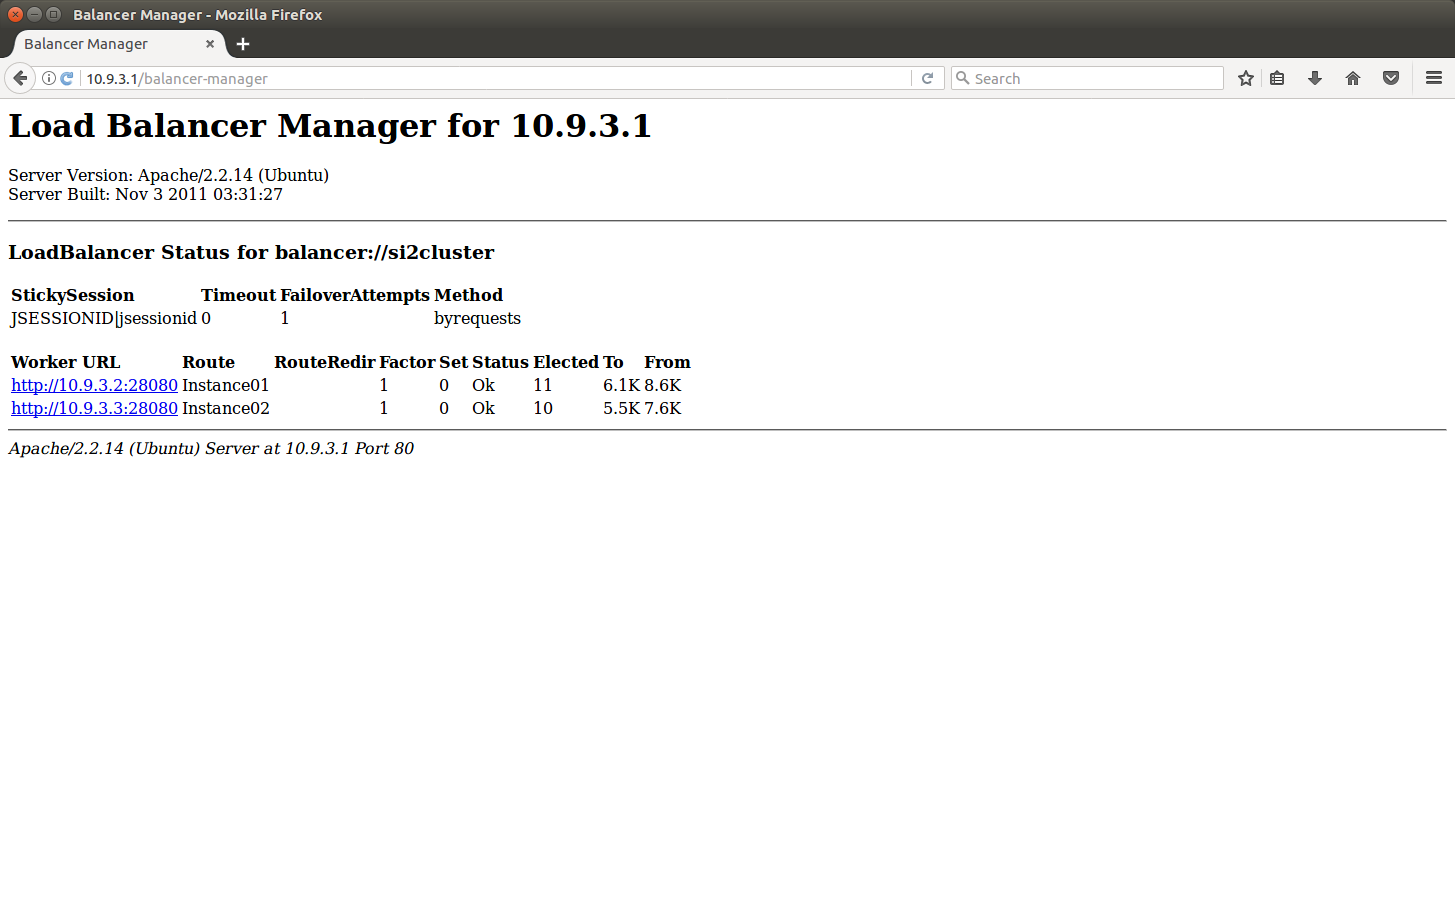 Balancer Manager - Mozilla Firefox
Balancer Manager
10.9.3.1/balancer-manager
Search
Load Balancer Manager for 10.9.3.1
Server Version: Apache/2.2.14 (Ubuntu)
Server Built: Nov 3 2011 03:31:27
LoadBalancer Status for balancer://si2cluster
StickySession Timeout FailoverAttempts Method
JSESSIONID|jsessionid 0 1 byrequests
Worker URL Route RouteRedir Factor Set Status Elected To From
http://10.9.3.2:28080 Instance01 1 0 Ok 11 6.1K 8.6K
http://10.9.3.3:28080 Instance02 1 0 Ok 10 5.5K 7.6K
Apache/2.2.14 (Ubuntu) Server at 10.9.3.1 Port 80